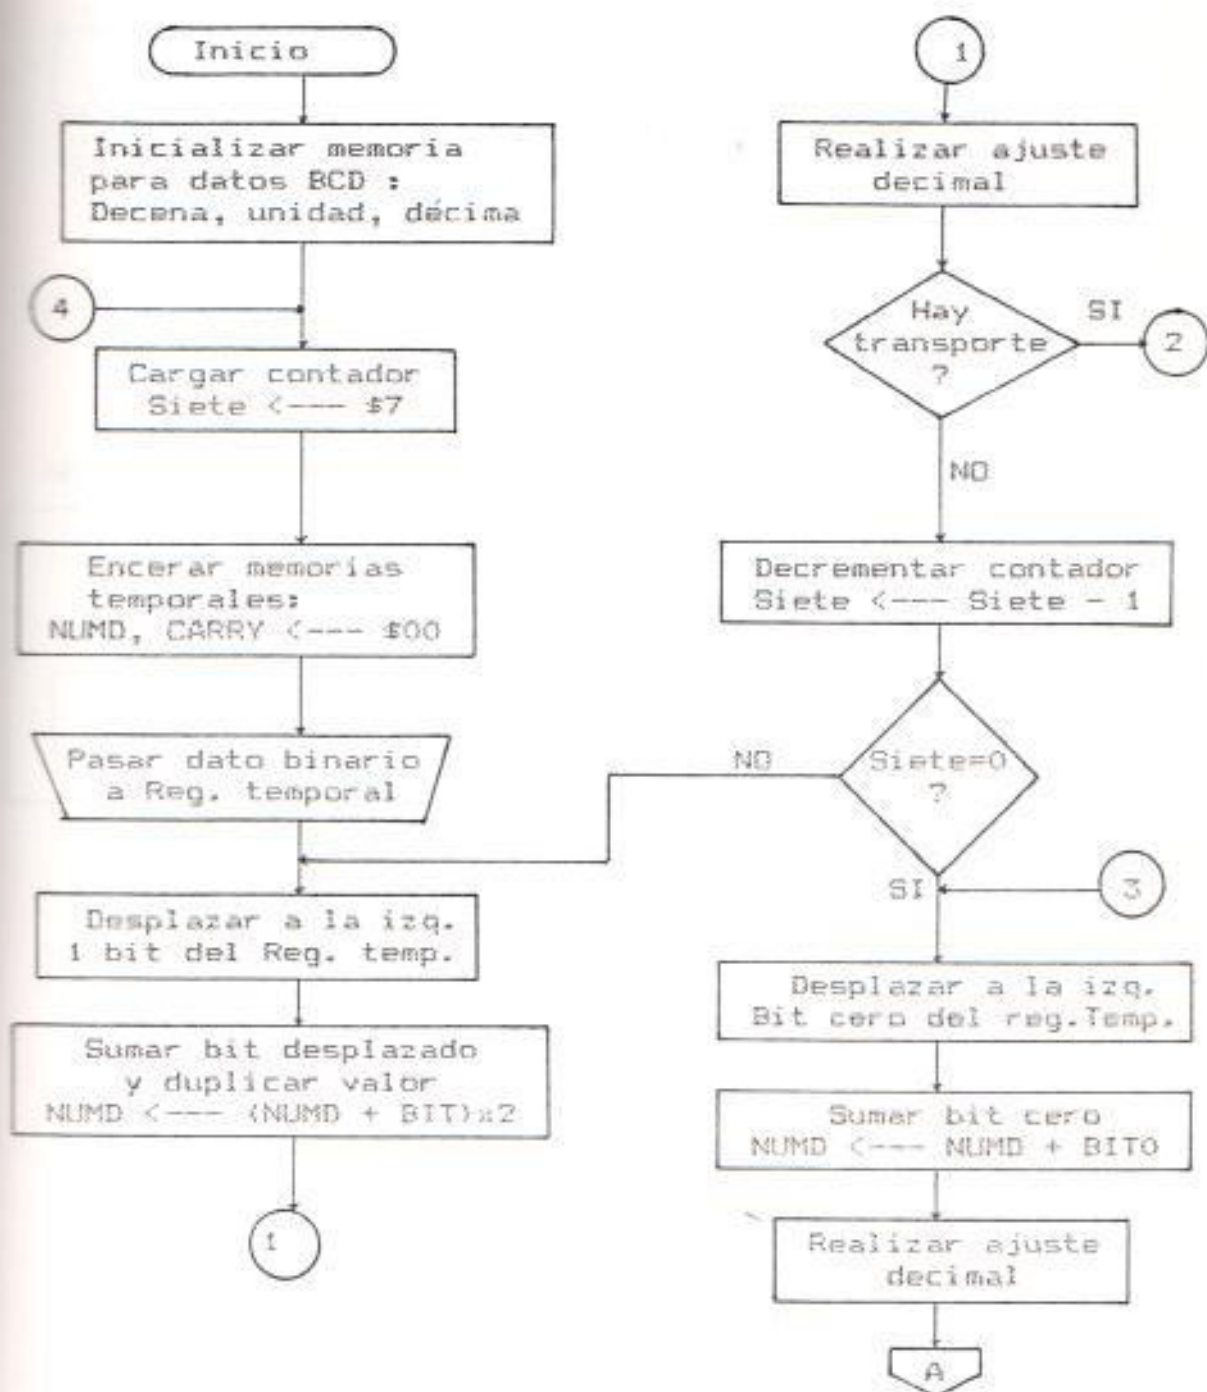 Inicio
Inicializar memoria
para datos BCD :
Decena, unidad, décima
4
Cargar contador
Siete <--- $7
Encerar memorias
temporales:
NUMD, CARRY <--- $00
Pasar dato binario
a Reg. temporal
Desplazar a la izq.
1 bit del Reg. temp.
Sumar bit desplazado
y duplicar valor
NUMD <--- (NUMD + BIT)x2
1
1
Realizar ajuste
decimal
Hay
transporte
?
SI
2
NO
Decrementar contador
Siete <--- Siete - 1
Siete=0
?
NO
SI
3
Desplazar a la izq.
Bit cero del reg.Temp.
Sumar bit cero
NUMD <--- NUMD + BIT0
Realizar ajuste
decimal
A